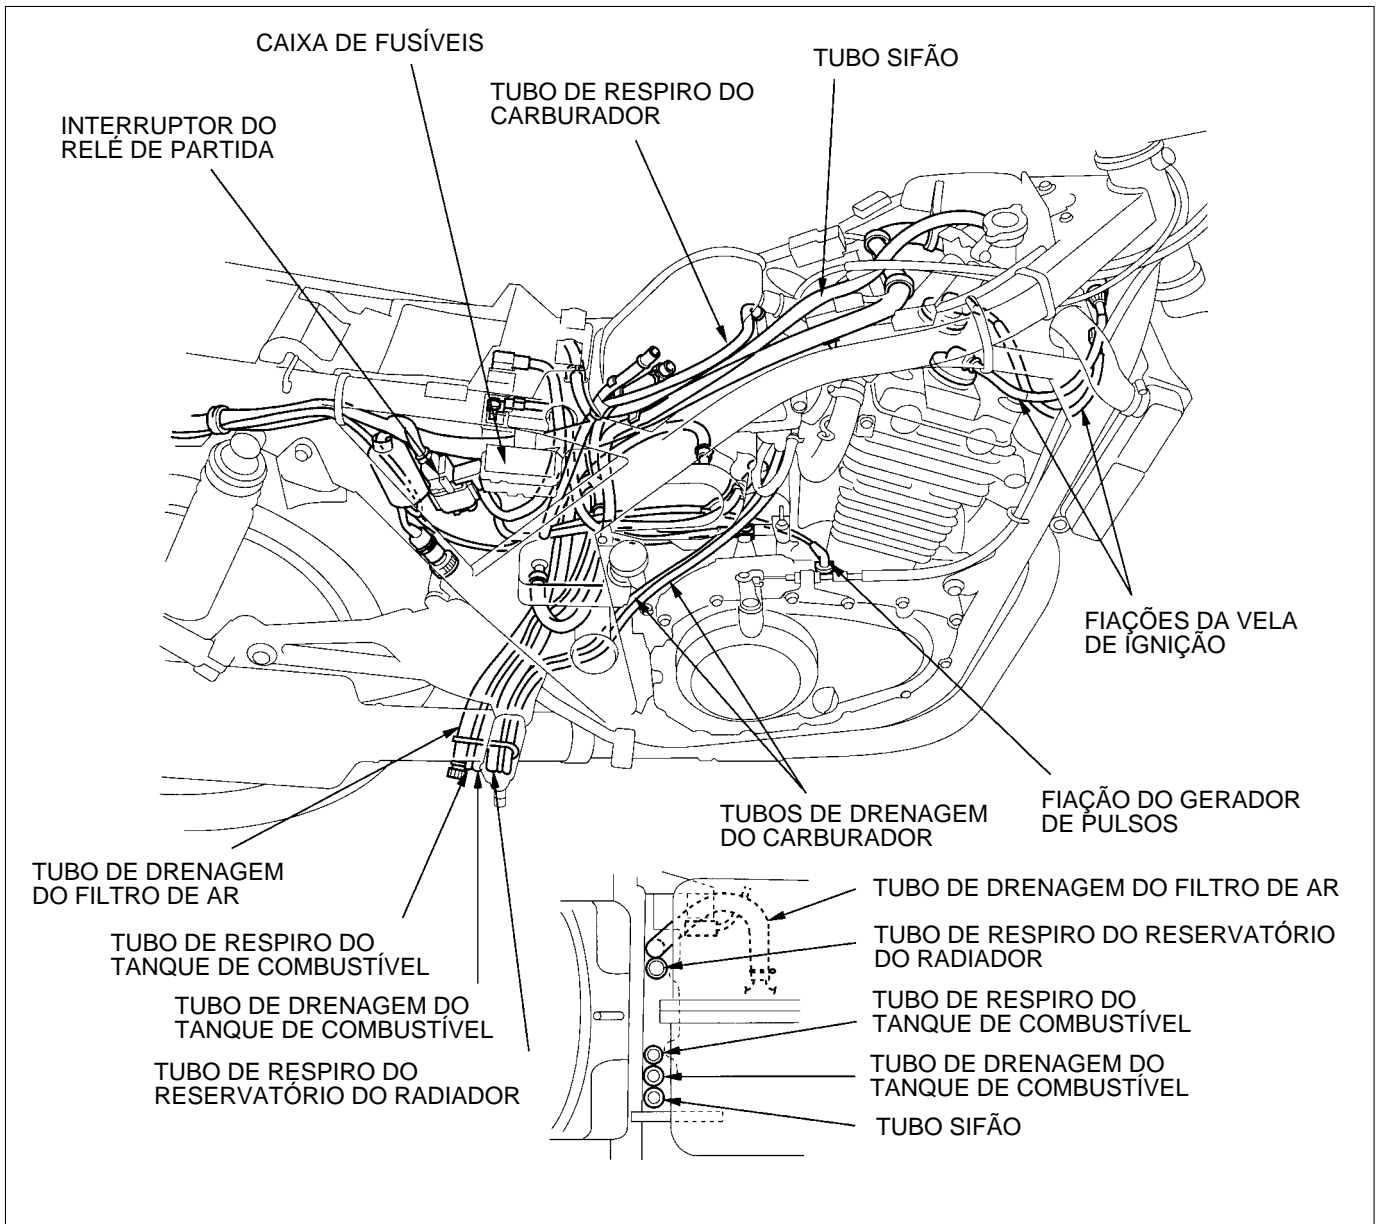 CAIXA DE FUSÍVEIS
TUBO SIFÃO
TUBO DE RESPIRO DO
CARBURADOR
INTERRUPTOR DO
RELÉ DE PARTIDA
FIAÇÕES DA VELA
DE IGNIÇÃO
TUBOS DE DRENAGEM
DO CARBURADOR
FIAÇÃO DO GERADOR
DE PULSOS
TUBO DE DRENAGEM
DO FILTRO DE AR
TUBO DE RESPIRO DO
TANQUE DE COMBUSTÍVEL
TUBO DE DRENAGEM DO
TANQUE DE COMBUSTÍVEL
TUBO DE RESPIRO DO
RESERVATÓRIO DO RADIADOR
TUBO DE DRENAGEM DO FILTRO DE AR
TUBO DE RESPIRO DO RESERVATÓRIO
DO RADIADOR
TUBO DE RESPIRO DO
TANQUE DE COMBUSTÍVEL
TUBO DE DRENAGEM DO
TANQUE DE COMBUSTÍVEL
TUBO SIFÃO